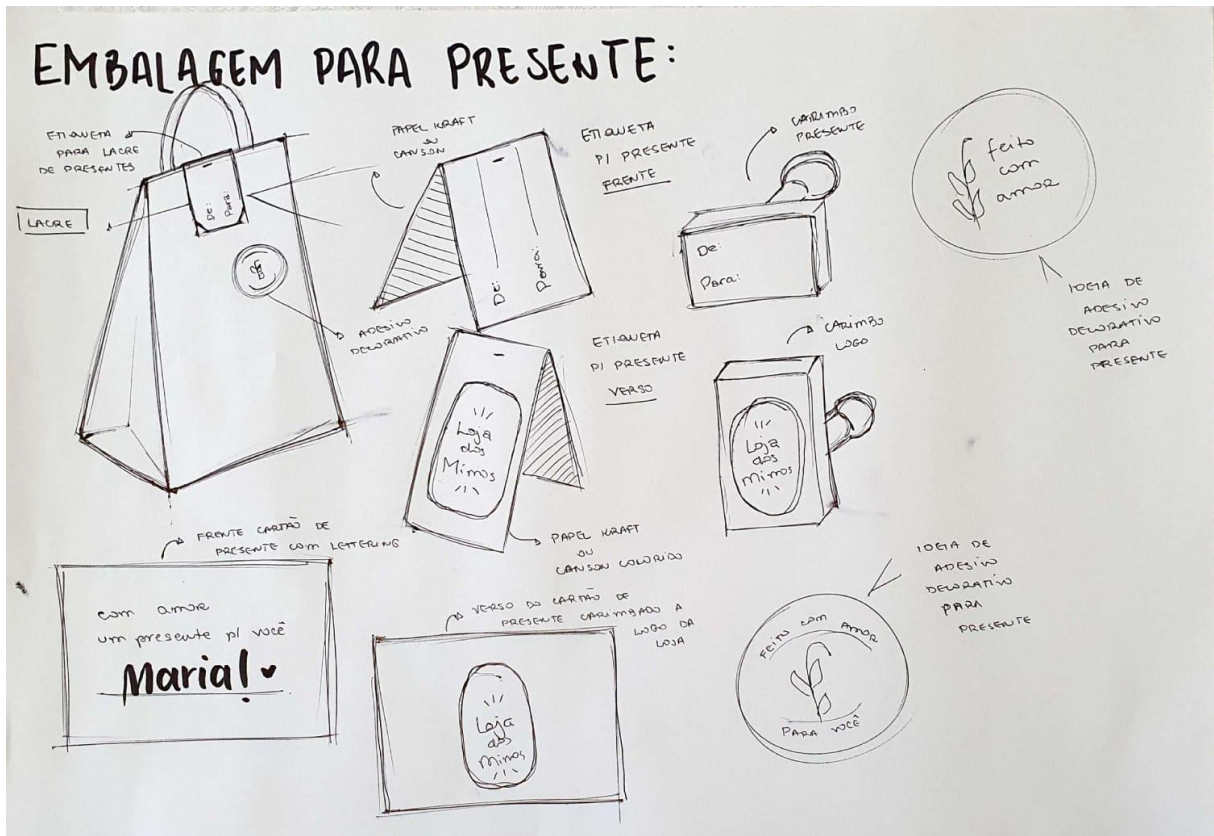 EMBALAGEM PARA PRESENTE:
ETIQUETA
PARA LACRE
DE PRESENTES
LACRE
De:
Para:
ADESIVO
DECORATIVO
PAPEL KRAFT
OU
CANSON
De:
Para:
ETIQUETA
P/ PRESENTE
FRENTE
CARIMBO
PRESENTE
De:
Para:
feito
com
amor
IDEIA DE
ADESIVO
DECORATIVO
PARA
PRESENTE
ETIQUETA
P/ PRESENTE
VERSO
Loja
dos
Mimos
PAPEL KRAFT
OU
CANSON COLORIDO
CARIMBO
LOGO
Loja
dos
Mimos
FRENTE CARTÃO DE
PRESENTE COM LETTERING
com amor
um presente p/ você
Maria!
VERSO DO CARTÃO DE
PRESENTE CARIMBADO A
LOGO DA
LOJA
Loja
dos
Mimos
IDEIA DE
ADESIVO
DECORATIVO
PARA
PRESENTE
FEITO COM AMOR
PARA VOCÊ